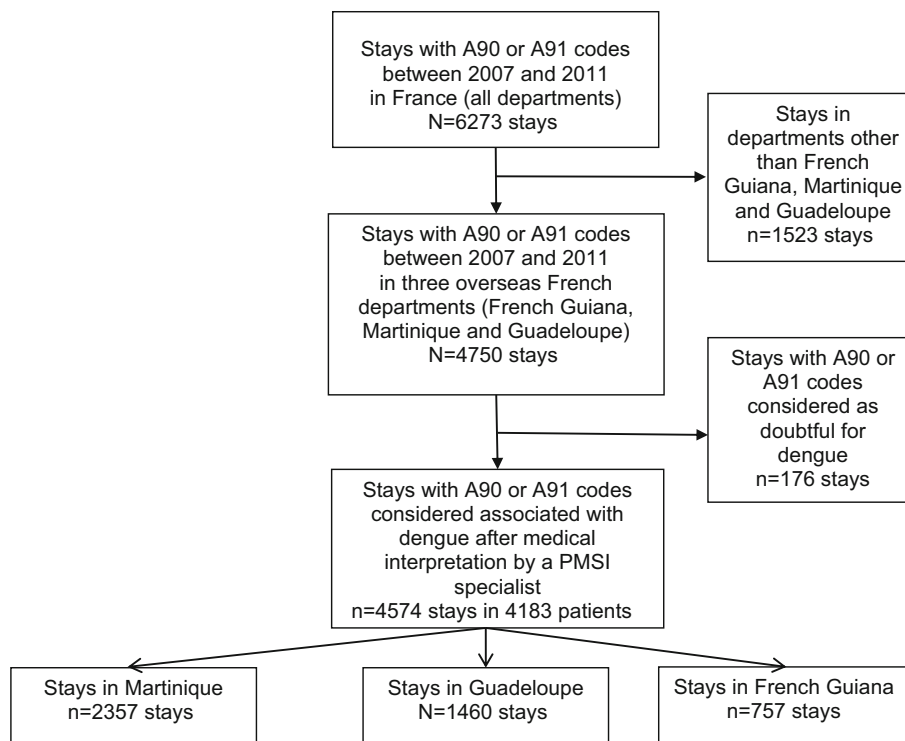 Stays with A90 or A91 codes
between 2007 and 2011
in France (all departments)
N=6273 stays
Stays in
departments other
than French
Guiana, Martinique
and Guadeloupe
n=1523 stays
Stays with A90 or A91 codes
between 2007 and 2011
in three overseas French
departments (French Guiana,
Martinique and Guadeloupe)
N=4750 stays
Stays with A90 or
A91 codes
considered as
doubtful for
dengue
n=176 stays
Stays with A90 or A91 codes
considered associated with
dengue after medical
interpretation by a PMSI
specialist
n=4574 stays in 4183 patients
Stays in Martinique
n=2357 stays
Stays in Guadeloupe
N=1460 stays
Stays in French Guiana
n=757 stays